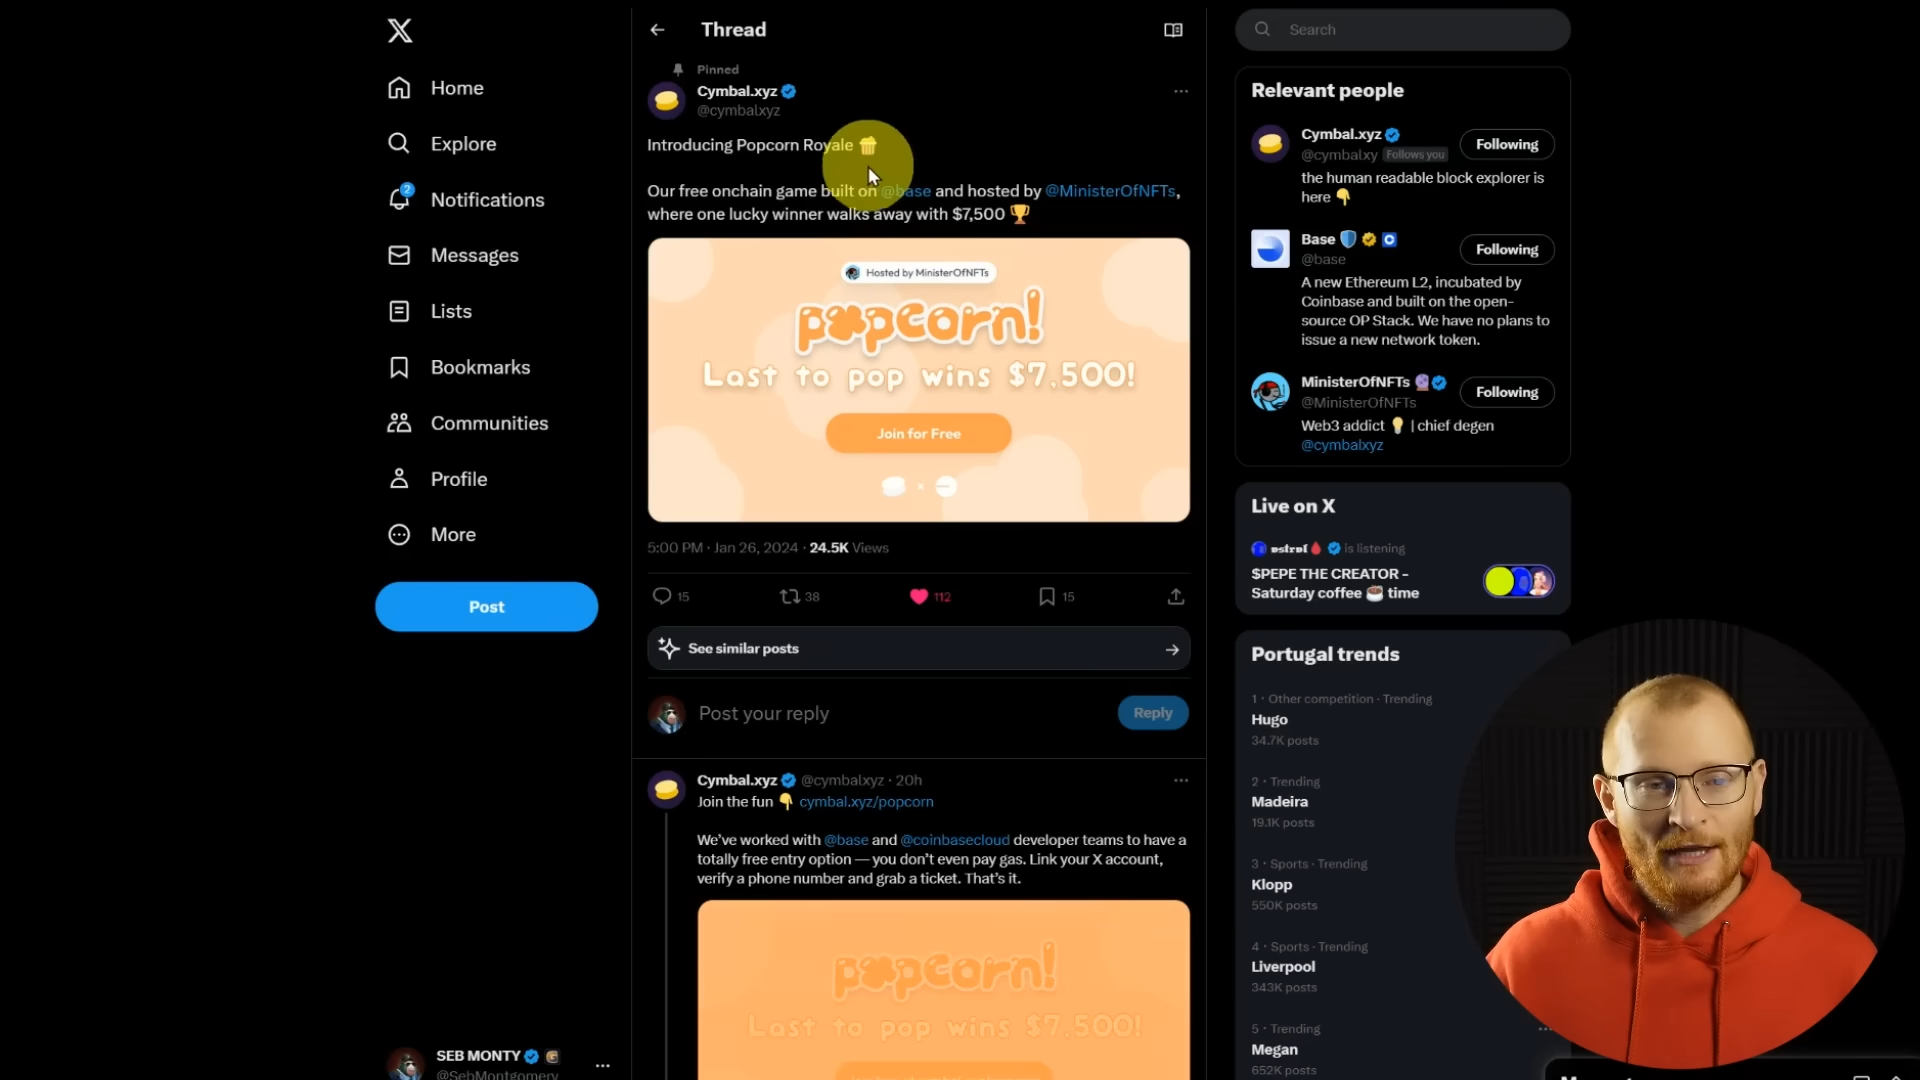 Home
Explore
2
Notifications
Messages
Lists
Bookmarks
Communities
Profile
More
Post
SEB MONTY
@SebMontgomery
Thread
Pinned
Cymbal.xyz
@cymbalxyz
Introducing Popcorn Royale 🍿
Our free onchain game built on @base and hosted by @MinisterOfNFTs,
where one lucky winner walks away with $7,500 🏆
Hosted by MinisterOfNFTs
popcorn!
Last to pop wins $7,500!
Join for Free
×
5:00 PM · Jan 26, 2024 · 24.5K Views
15
38
112
15
See similar posts
Post your reply
Reply
Cymbal.xyz @cymbalxyz · 20h
Join the fun 👇 cymbal.xyz/popcorn
We've worked with @base and @coinbasecloud developer teams to have a
totally free entry option — you don't even pay gas. Link your X account,
verify a phone number and grab a ticket. That's it.
popcorn!
Last to pop wins $7,500!
Search
Relevant people
Cymbal.xyz
@cymbalxy Follows you
Following
the human readable block explorer is
here 👇
Base
@base
Following
A new Ethereum L2, incubated by
Coinbase and built on the open-
source OP Stack. We have no plans to
issue a new network token.
MinisterOfNFTs
@MinisterOfNFTs
Following
Web3 addict 💡 | chief degen
@cymbalxyz
Live on X
is listening
$PEPE THE CREATOR -
Saturday coffee ☕ time
Portugal trends
1 · Other competition · Trending
Hugo
34.7K posts
2 · Trending
Madeira
19.1K posts
3 · Sports · Trending
Klopp
550K posts
4 · Sports · Trending
Liverpool
343K posts
5 · Trending
Megan
652K posts